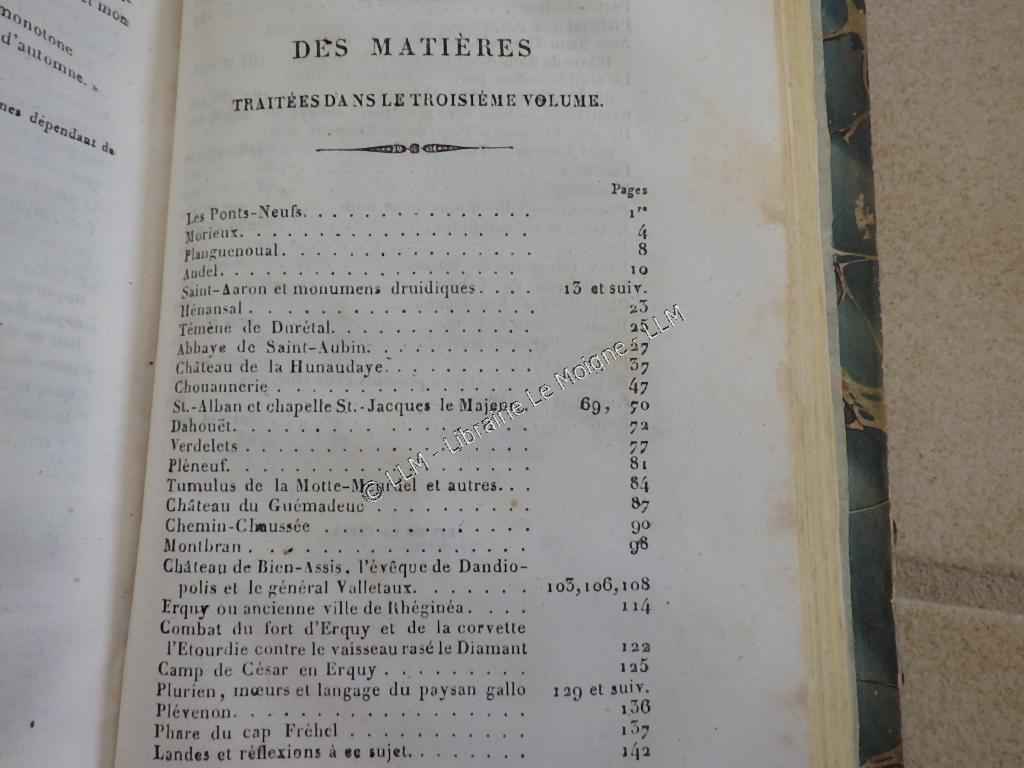 et mon
monotone
d'automne. »
nes dépendant de
DES MATIÈRES
TRAITÉES DANS LE TROISIÈME VOLUME.
Pages
Les Ponts-Neufs. . . . . . . . . . . . . . 1re
Morieux. . . . . . . . . . . . . . . . 4
Planguenoual. . . . . . . . . . . . . . 8
Andel. . . . . . . . . . . . . . . . . 10
Saint-Aaron et monumens druidiques. . . . 13 et suiv.
Hénansal . . . . . . . . . . . . . . . 23
Témène de Durétal. . . . . . . . . . . 25
Abbaye de Saint-Aubin. . . . . . . . . 27
Château de la Hunaudaye. . . . . . . . 37
Chouannerie . . . . . . . . . . . . . . 47
St.-Alban et chapelle St.-Jacques le Majeur. 69, 70
Dahouët. . . . . . . . . . . . . . . . 72
Verdelets . . . . . . . . . . . . . . . 77
Pléneuf. . . . . . . . . . . . . . . . 81
Tumulus de la Motte-Mourdel et autres. . . 84
Château du Guémadeuc . . . . . . . . . 87
Chemin-Chaussée . . . . . . . . . . . . 90
Montbran . . . . . . . . . . . . . . . 98
Château de Bien-Assis, l'évêque de Dandio-
polis et le général Valletaux. . . . . . . 103, 106, 108
Erquy ou ancienne ville de Rhéginéa. . . . 114
Combat du fort d'Erquy et de la corvette
l'Etourdie contre le vaisseau rasé le Diamant 122
Camp de César en Erquy . . . . . . . . . 125
Plurien, mœurs et langage du paysan gallo 129 et suiv.
Plévenon. . . . . . . . . . . . . . . . 136
Phare du cap Fréhel . . . . . . . . . . 137
Landes et réflexions à ce sujet. . . . . . . 142
© LLM - Librairie Le Moigne - LLM